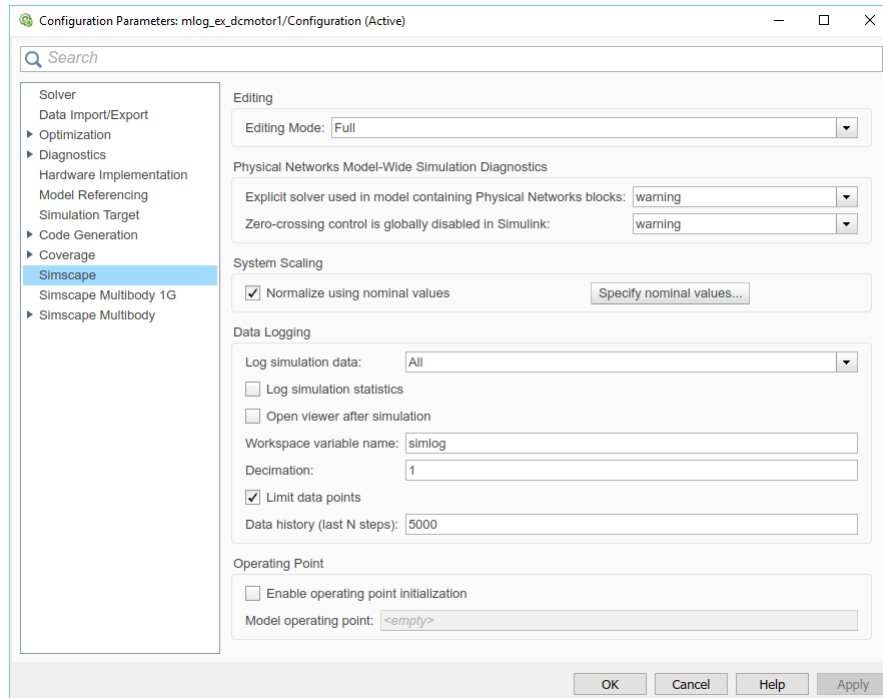 Configuration Parameters: mlog_ex_dcmotor1/Configuration (Active)
Search
Solver
Data Import/Export
Optimization
Diagnostics
Hardware Implementation
Model Referencing
Simulation Target
Code Generation
Coverage
Simscape
Simscape Multibody 1G
Simscape Multibody
Editing
Editing Mode: Full
Physical Networks Model-Wide Simulation Diagnostics
Explicit solver used in model containing Physical Networks blocks: warning
Zero-crossing control is globally disabled in Simulink: warning
System Scaling
Normalize using nominal values Specify nominal values...
Data Logging
Log simulation data: All
Log simulation statistics
Open viewer after simulation
Workspace variable name: simlog
Decimation: 1
Limit data points
Data history (last N steps): 5000
Operating Point
Enable operating point initialization
Model operating point: <empty>
OK Cancel Help Apply